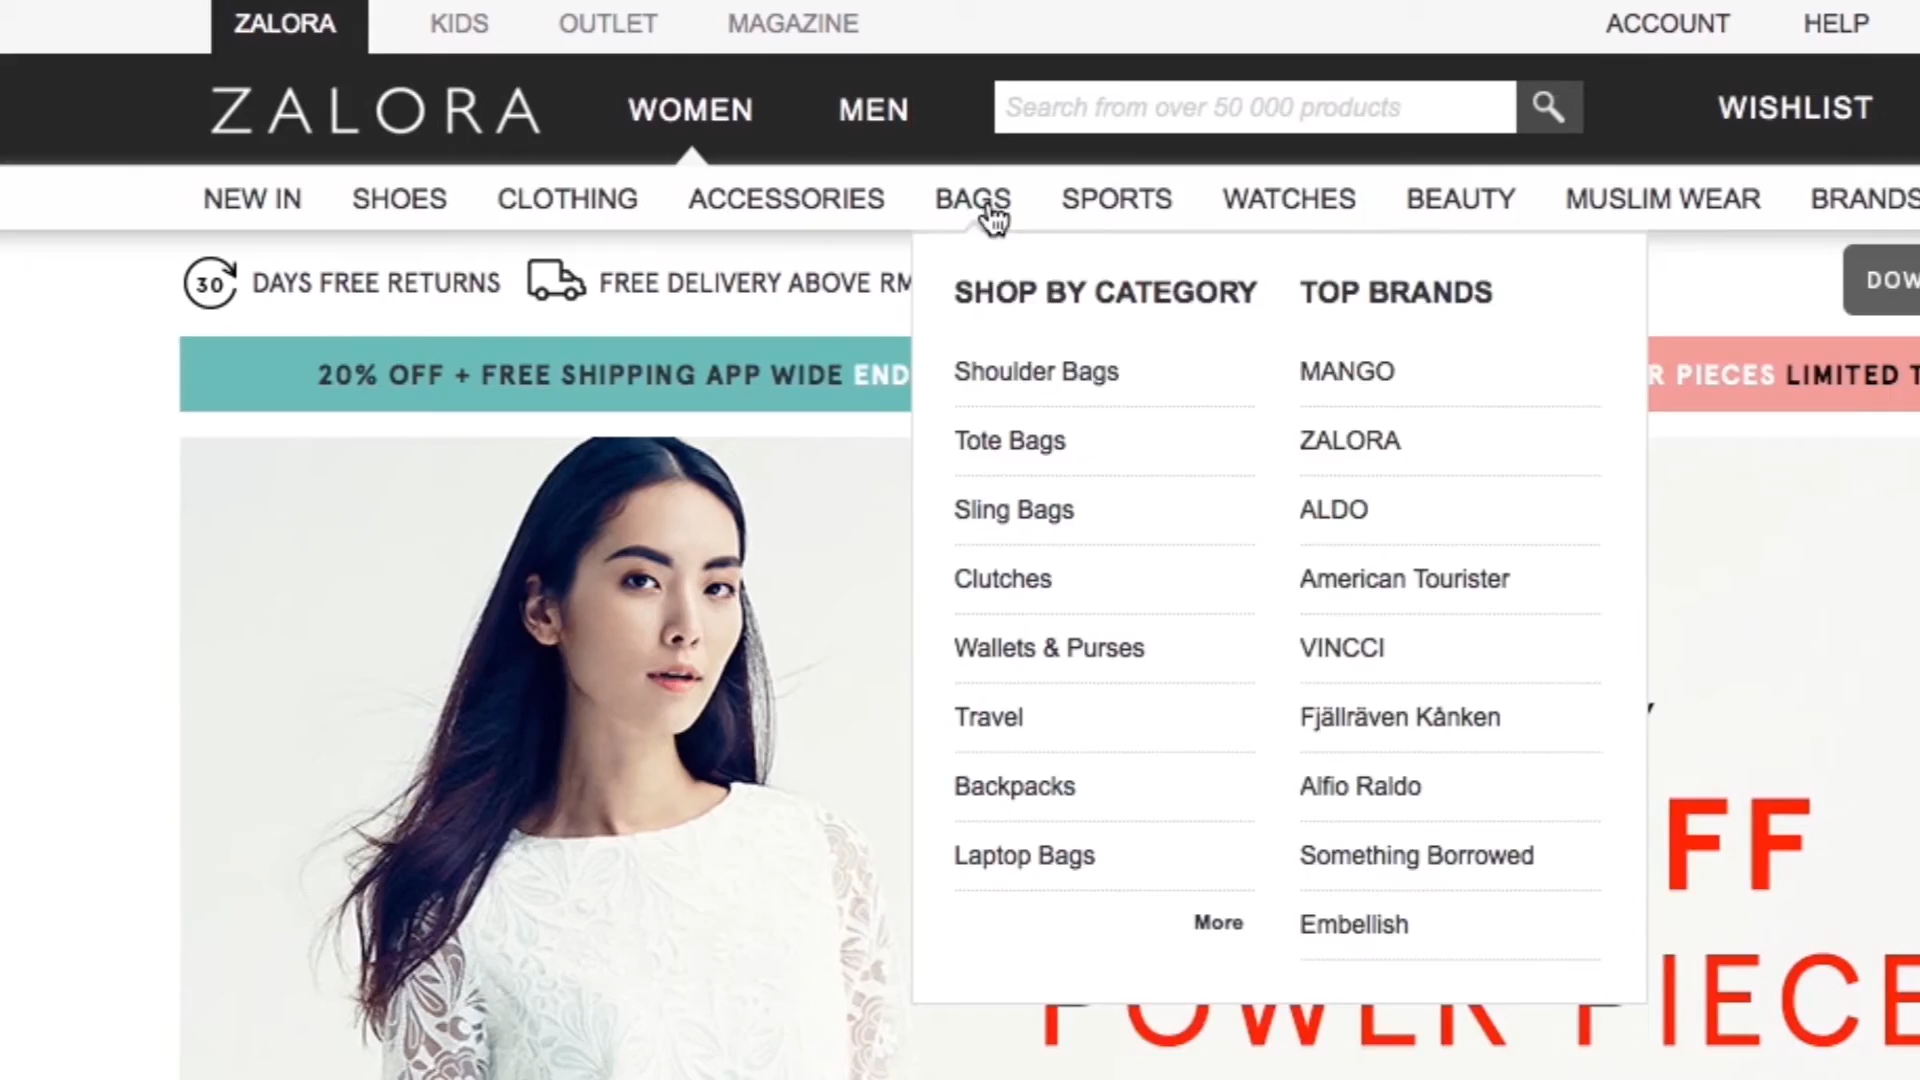 ZALORA KIDS OUTLET MAGAZINE ACCOUNT HELP
ZALORA WOMEN MEN Search from over 50 000 products WISHLIST
NEW IN SHOES CLOTHING ACCESSORIES BAGS SPORTS WATCHES BEAUTY MUSLIM WEAR BRANDS
30 DAYS FREE RETURNS FREE DELIVERY ABOVE RM
20% OFF + FREE SHIPPING APP WIDE
PIECES LIMITED
SHOP BY CATEGORY
Shoulder Bags
Tote Bags
Sling Bags
Clutches
Wallets & Purses
Travel
Backpacks
Laptop Bags
More
TOP BRANDS
MANGO
ZALORA
ALDO
American Tourister
VINCCI
Fjällräven Kånken
Alfio Raldo
Something Borrowed
Embellish
FF
POWER PIECE